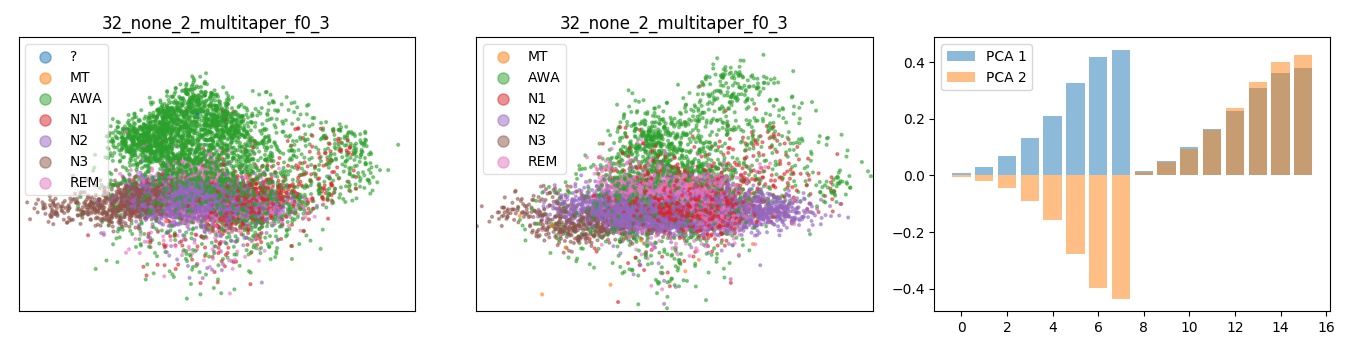 32_none_2_multitaper_f0_3
?
MT
AWA
N1
N2
N3
REM
32_none_2_multitaper_f0_3
MT
AWA
N1
N2
N3
REM
PCA 1
PCA 2
0.4
0.2
0.0
−0.2
−0.4
0 2 4 6 8 10 12 14 16